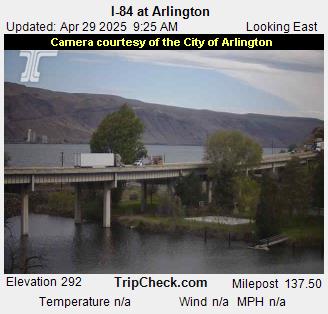 I-84 at Arlington
Updated: Apr 29 2025 9:25 AM Looking East
Camera courtesy of the City of Arlington
Elevation 292 TripCheck.com Milepost 137.50
Temperature n/a Wind n/a MPH n/a